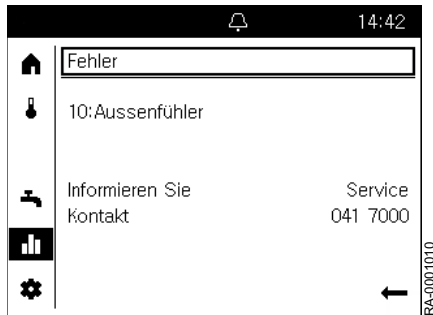 14:42
Fehler
10:Aussenfühler
Informieren Sie Service
Kontakt 041 7000
RA-0001010